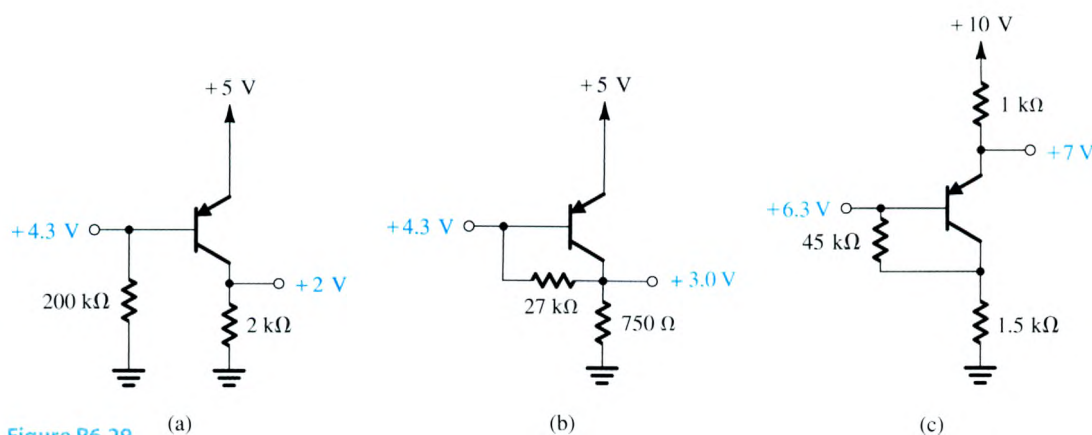 +5 V
+4.3 V
200 kΩ
+2 V
2 kΩ
(a)
+5 V
+4.3 V
27 kΩ
+3.0 V
750 Ω
(b)
+10 V
1 kΩ
+7 V
+6.3 V
45 kΩ
1.5 kΩ
(c)